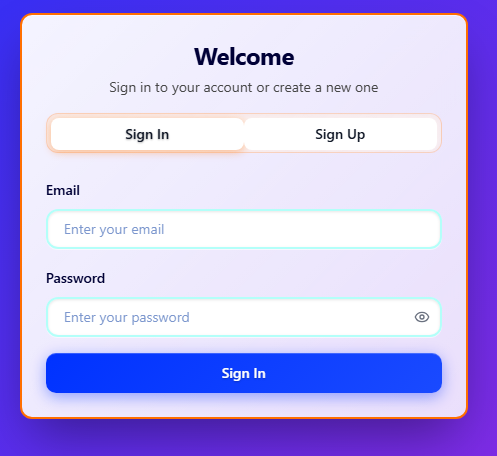 Welcome
Sign in to your account or create a new one
Sign In
Sign Up
Email
Enter your email
Password
Enter your password
Sign In